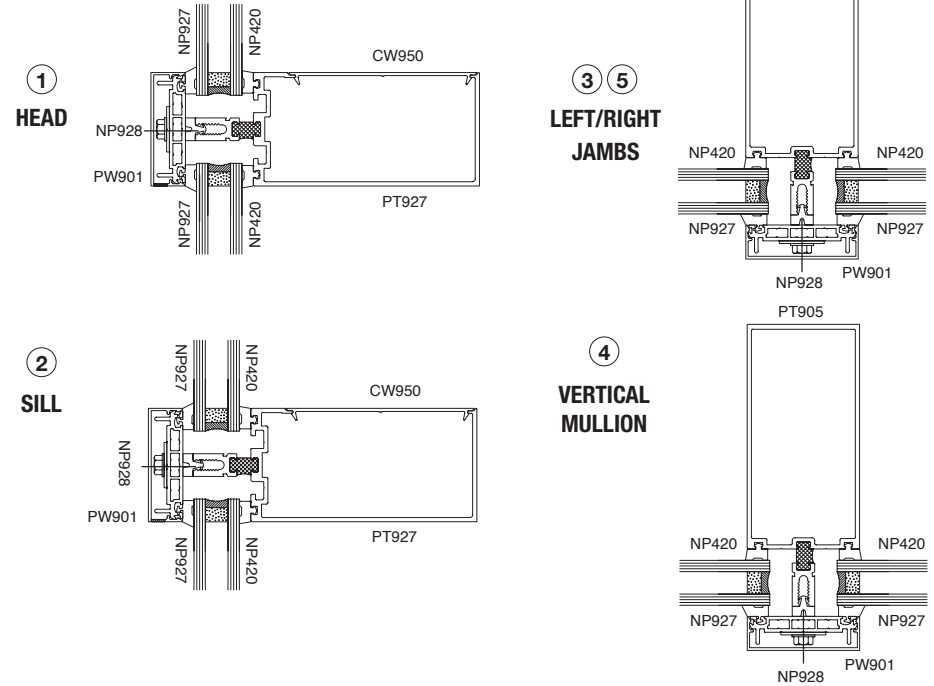 1
HEAD
NP927
NP420
CW950
NP928
PW901
PT927
NP927
NP420
2
SILL
NP927
NP420
CW950
NP928
PW901
PT927
NP927
NP420
3 5
LEFT/RIGHT
JAMBS
NP420
NP420
NP927
NP927
PW901
NP928
4
VERTICAL
MULLION
PT905
NP420
NP420
NP927
NP927
PW901
NP928